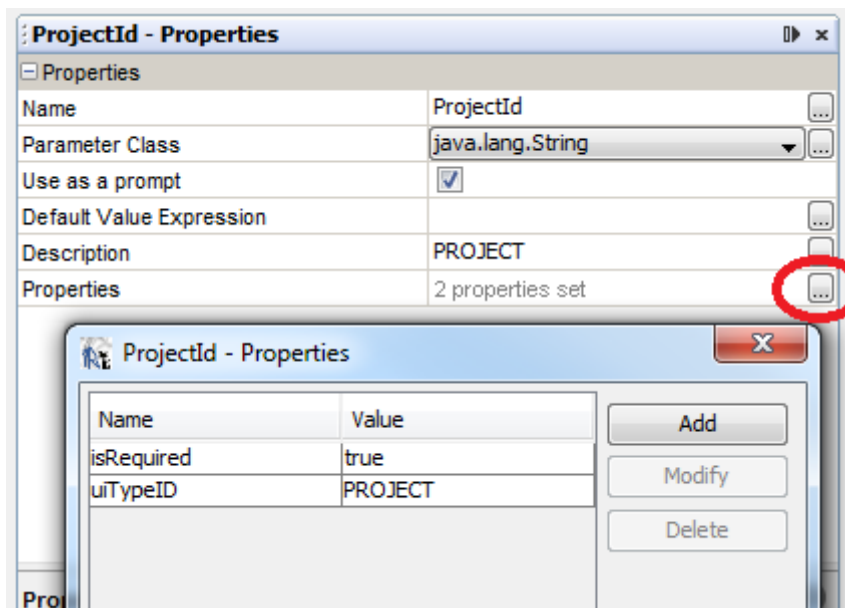 ProjectId - Properties
Properties
Name ProjectId ...
Parameter Class java.lang.String ...
Use as a prompt
Default Value Expression ...
Description PROJECT
Properties 2 properties set ...
ProjectId - Properties
Name Value Add
isRequired true
uiTypeID PROJECT Modify
Delete